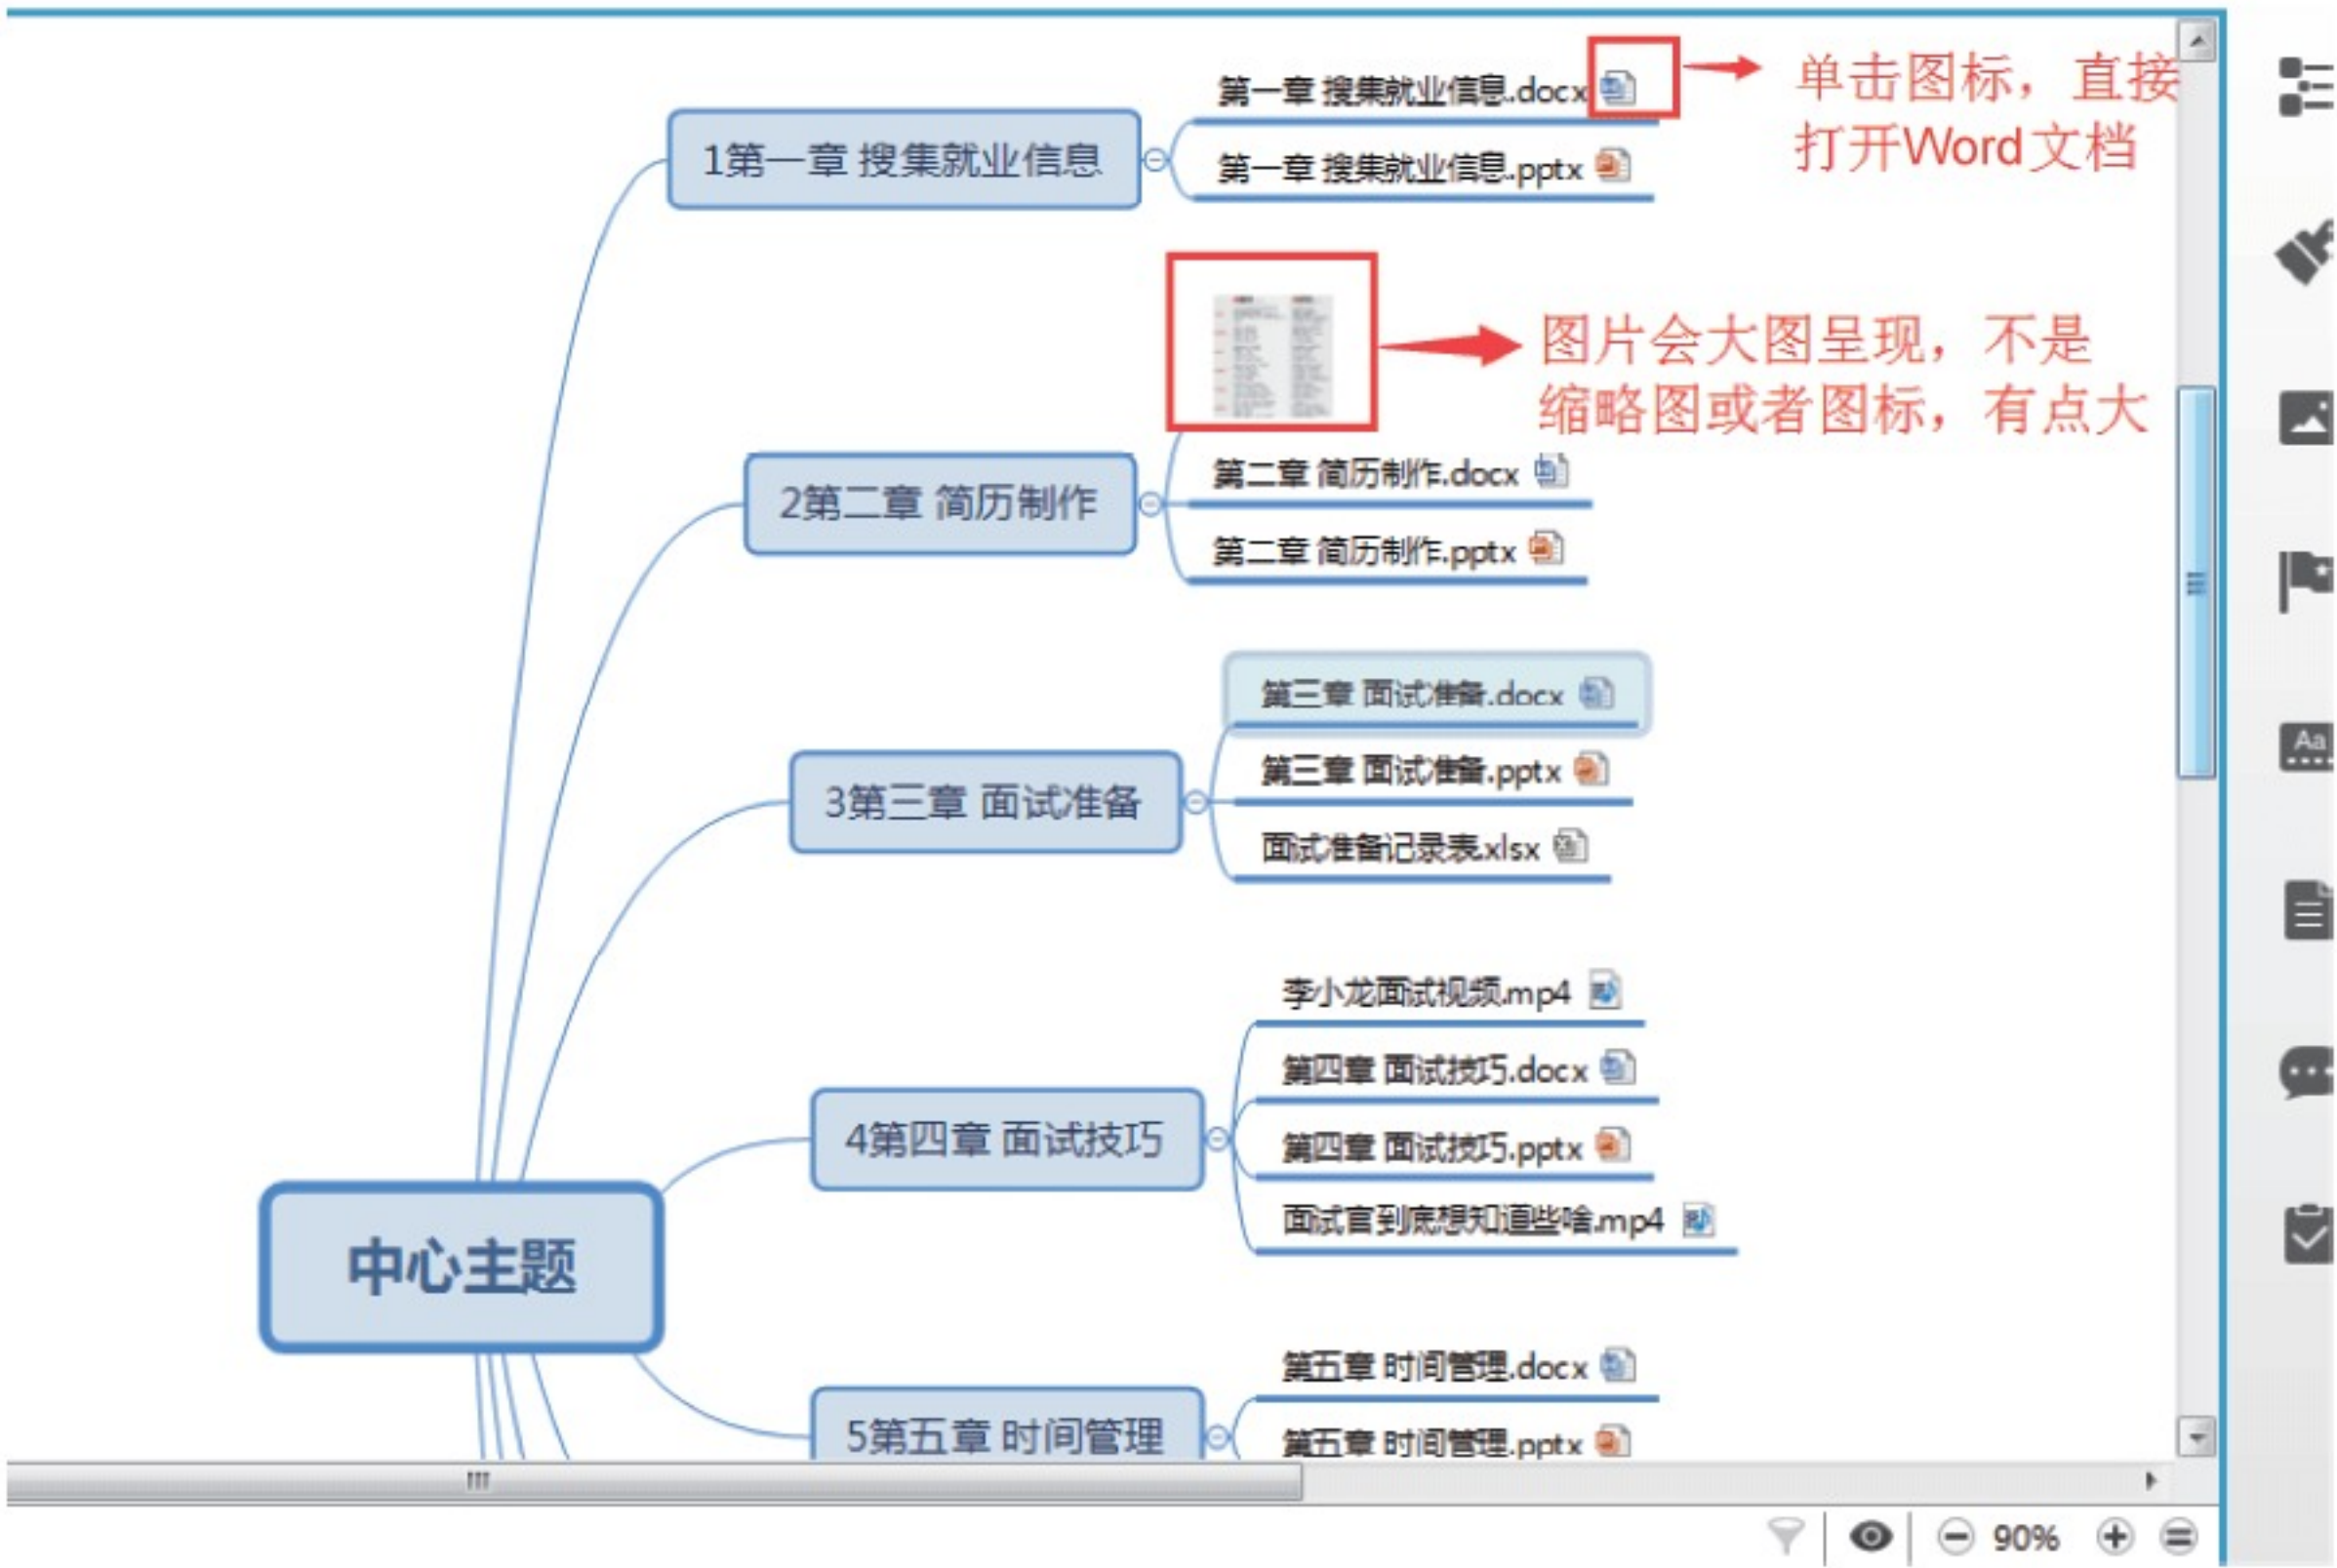 第一章 搜集就业信息.docx
单击图标，直接
打开Word文档
1第一章 搜集就业信息
第一章 搜集就业信息.pptx
图片会大图呈现，不是
缩略图或者图标，有点大
第二章 简历制作.docx
2第二章 简历制作
第二章 简历制作.pptx
第三章 面试准备.docx
第三章 面试准备.pptx
3第三章 面试准备
面试准备记录表.xlsx
李小龙面试视频.mp4
第四章 面试技巧.docx
4第四章 面试技巧
第四章 面试技巧.pptx
面试官到底想知道些啥.mp4
中心主题
第五章 时间管理.docx
5第五章 时间管理
第五章 时间管理.pptx
Aa
90%